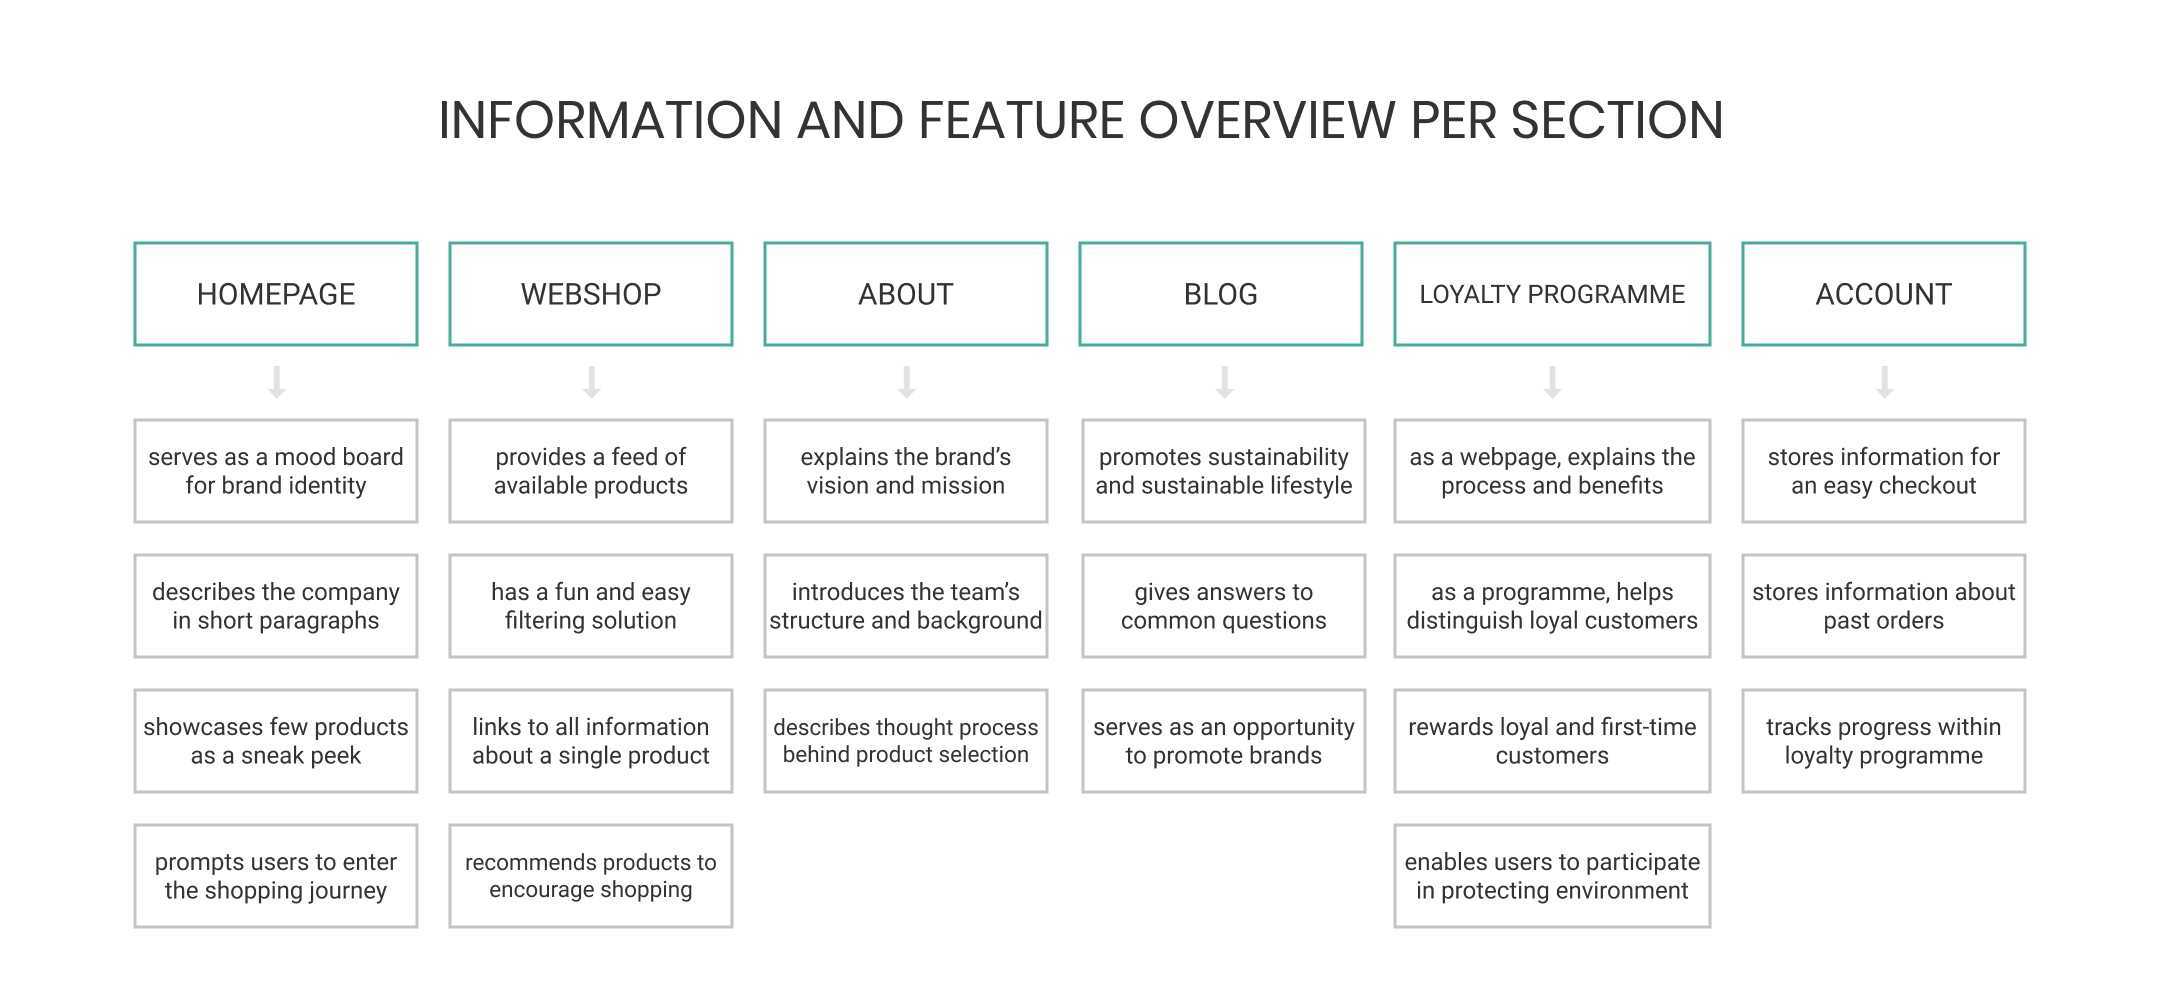 INFORMATION AND FEATURE OVERVIEW PER SECTION
HOMEPAGE
serves as a mood board
for brand identity
describes the company
in short paragraphs
showcases few products
as a sneak peek
prompts users to enter
the shopping journey
WEBSHOP
provides a feed of
available products
has a fun and easy
filtering solution
links to all information
about a single product
recommends products to
encourage shopping
ABOUT
explains the brand’s
vision and mission
introduces the team’s
structure and background
describes thought process
behind product selection
BLOG
promotes sustainability
and sustainable lifestyle
gives answers to
common questions
serves as an opportunity
to promote brands
LOYALTY PROGRAMME
as a webpage, explains the
process and benefits
as a programme, helps
distinguish loyal customers
rewards loyal and first-time
customers
enables users to participate
in protecting environment
ACCOUNT
stores information for
an easy checkout
stores information about
past orders
tracks progress within
loyalty programme